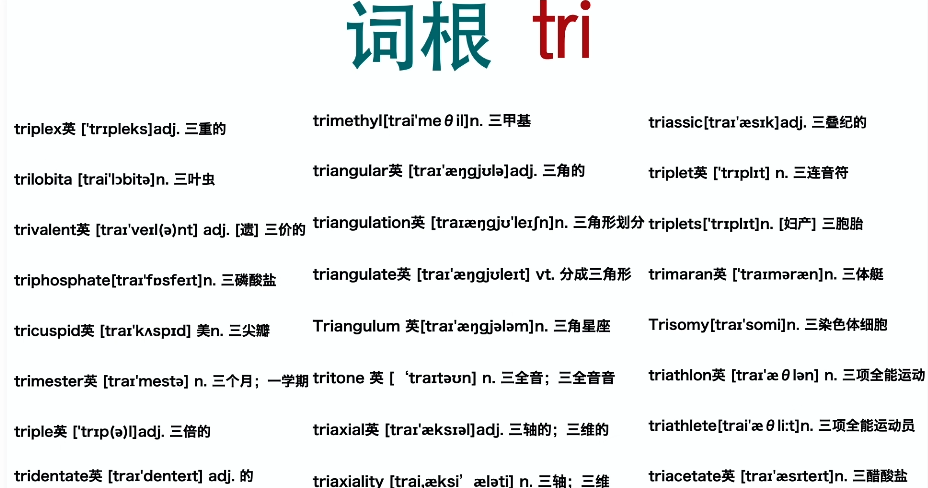 词根 tri
triplex英 ['trɪpleks]adj. 三重的
trilobita [trai'lɔbitə]n. 三叶虫
trivalent英 [traɪ'veɪl(ə)nt] adj. [遗] 三价的
triphosphate[traɪ'fɒsfeɪt]n. 三磷酸盐
tricuspid英 [traɪ'kʌspɪd] 美n. 三尖瓣
trimester英 [traɪ'mestə] n. 三个月；一学期
triple英 ['trɪp(ə)l]adj. 三倍的
tridentate英 [traɪ'denteɪt] adj. 的
trimethyl[trai'meθil]n. 三甲基
triangular英 [traɪ'æŋgjʊlə]adj. 三角的
triangulation英 [traɪæŋgjʊ'leɪʃn]n. 三角形划分
triangulate英 [traɪ'æŋgjʊleɪt] vt. 分成三角形
Triangulum 英[traɪ'æŋgjələm]n. 三角星座
tritone 英 [‘traɪtəʊn] n. 三全音；三全音音
triaxial英 [traɪ'æksɪəl]adj. 三轴的；三维的
triaxiality [trai,æksi’æləti] n. 三轴；三维
triassic[traɪ'æsɪk]adj. 三叠纪的
triplet英 ['trɪplɪt] n. 三连音符
triplets['trɪplɪt]n. [妇产] 三胞胎
trimaran英 ['traɪməræn]n. 三体艇
Trisomy[traɪ'somi]n. 三染色体细胞
triathlon英 [traɪ'æθlən] n. 三项全能运动
triathlete[trai'æθli:t]n. 三项全能运动员
triacetate英 [traɪ'æsɪteɪt]n. 三醋酸盐